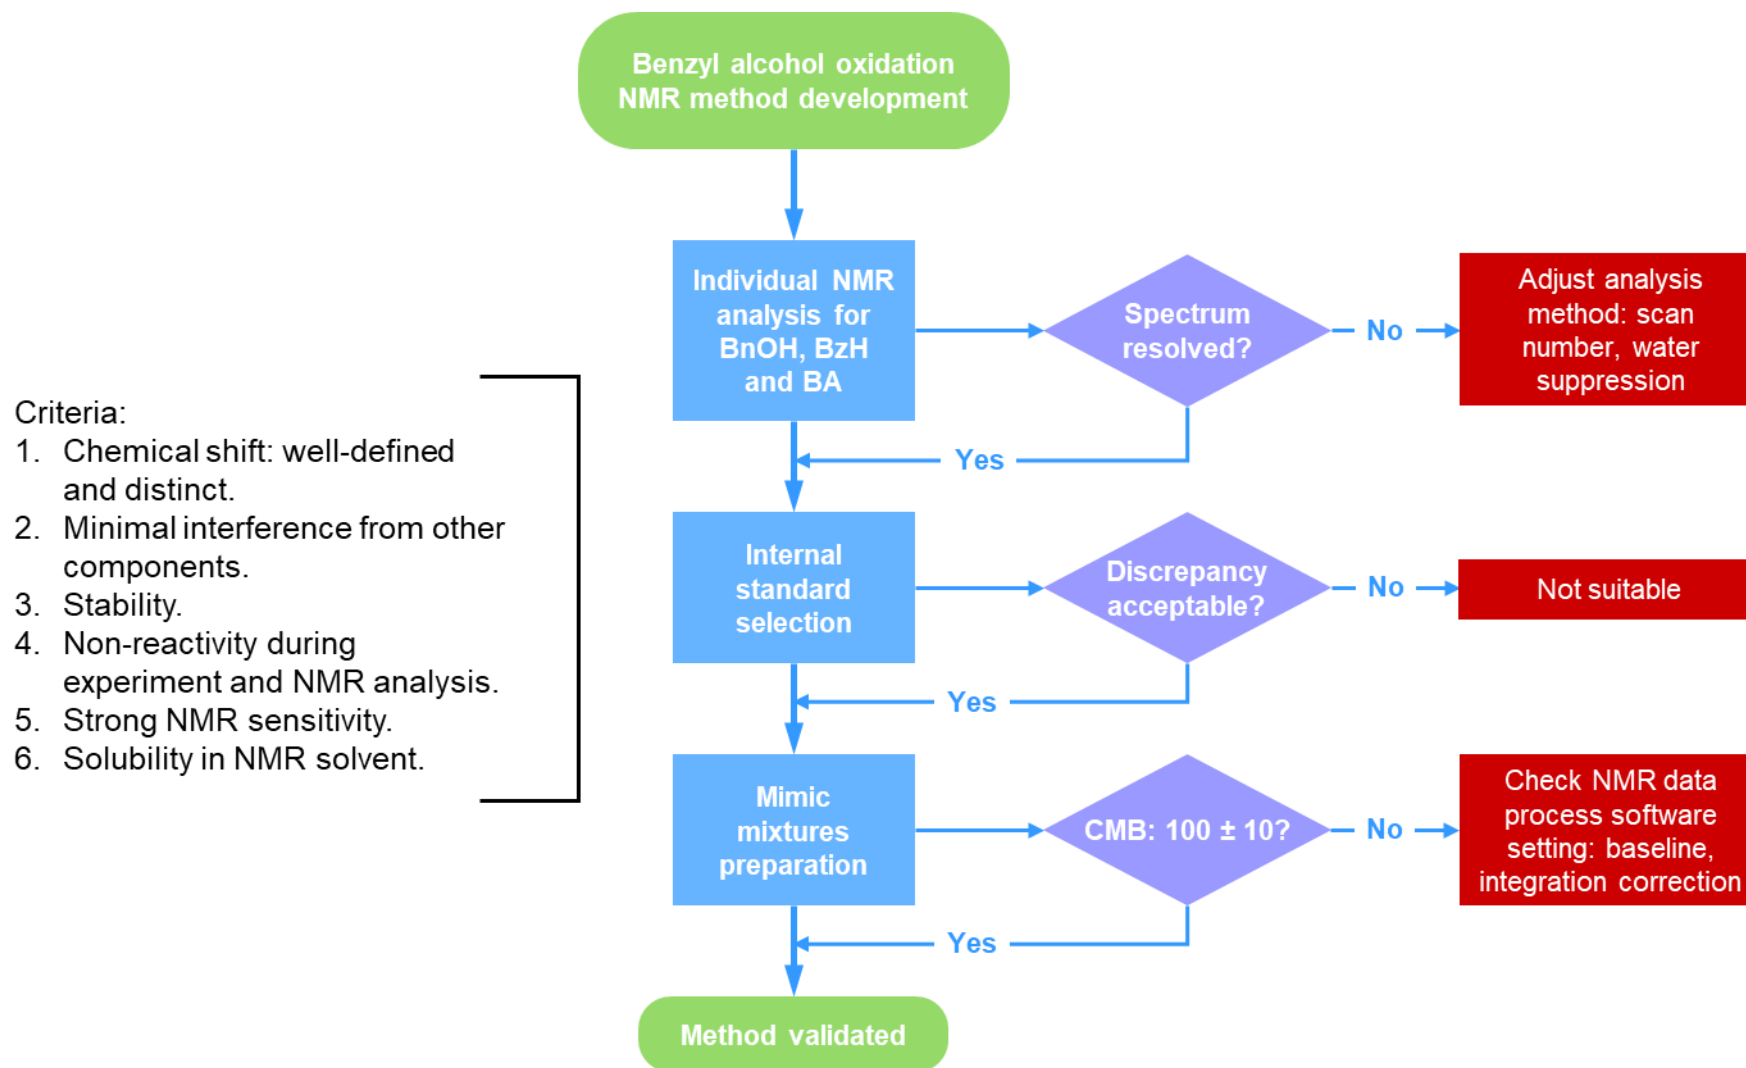 Benzyl alcohol oxidation
NMR method development
Individual NMR
analysis for
BnOH, BzH
and BA
Spectrum
resolved?
No
Adjust analysis
method: scan
number, water
suppression
Yes
Criteria:
1. Chemical shift: well-defined
and distinct.
2. Minimal interference from other
components.
3. Stability.
4. Non-reactivity during
experiment and NMR analysis.
5. Strong NMR sensitivity.
6. Solubility in NMR solvent.
Internal
standard
selection
Discrepancy
acceptable?
No
Not suitable
Yes
Mimic
mixtures
preparation
CMB: 100 ± 10?
No
Check NMR data
process software
setting: baseline,
integration correction
Yes
Method validated